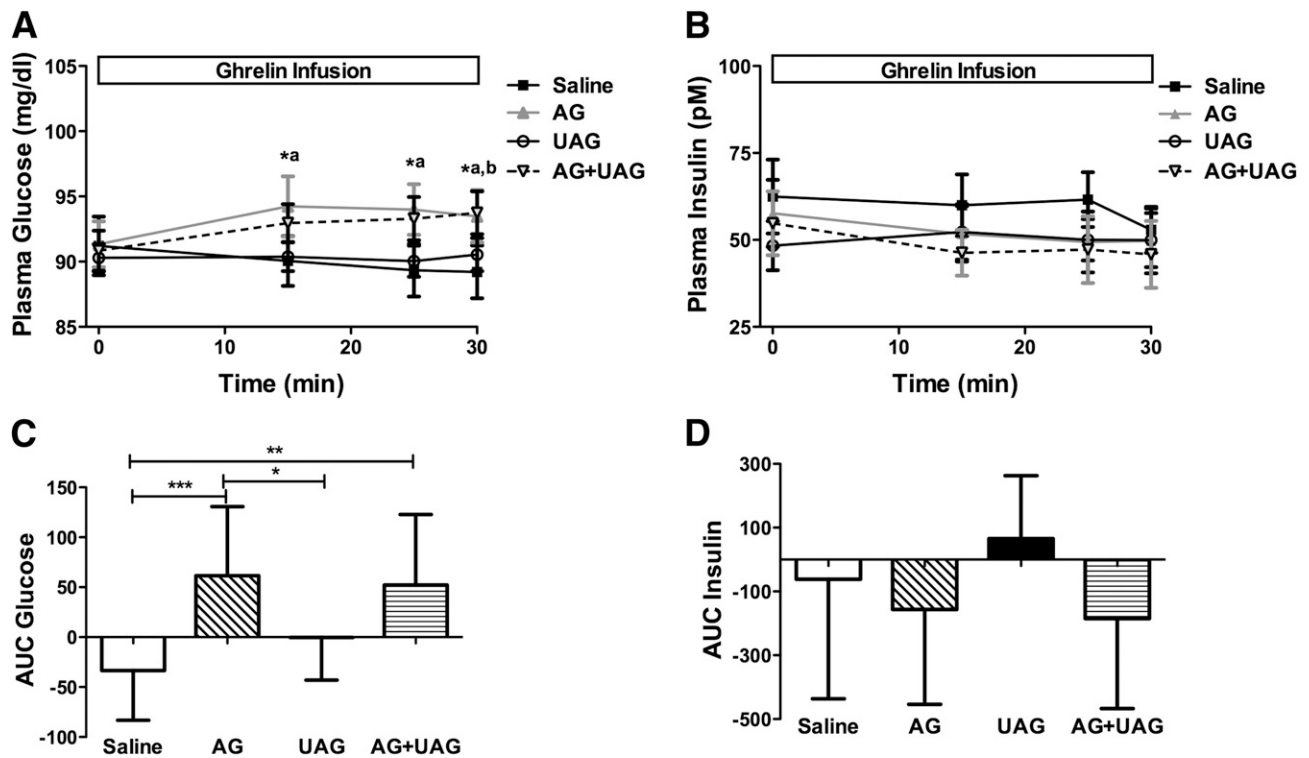 A
Plasma Glucose (mg/dl)
105
100
95
90
85
Ghrelin Infusion
*a
*a
*a,b
0
10
20
30
Time (min)
Saline
AG
UAG
AG+UAG
B
Plasma Insulin (pM)
100
75
50
25
Ghrelin Infusion
0
10
20
30
Time (min)
Saline
AG
UAG
AG+UAG
C
AUC Glucose
150
100
50
0
-50
-100
**
***
*
Saline
AG
UAG
AG+UAG
D
AUC Insulin
300
100
-100
-300
-500
Saline
AG
UAG
AG+UAG